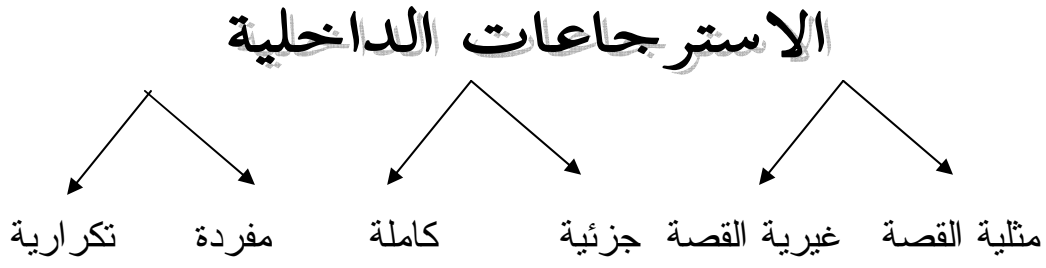 الاسترجاعات الداخلية
مثلية القصة غيرية القصة جزئية كاملة مفردة تكرارية